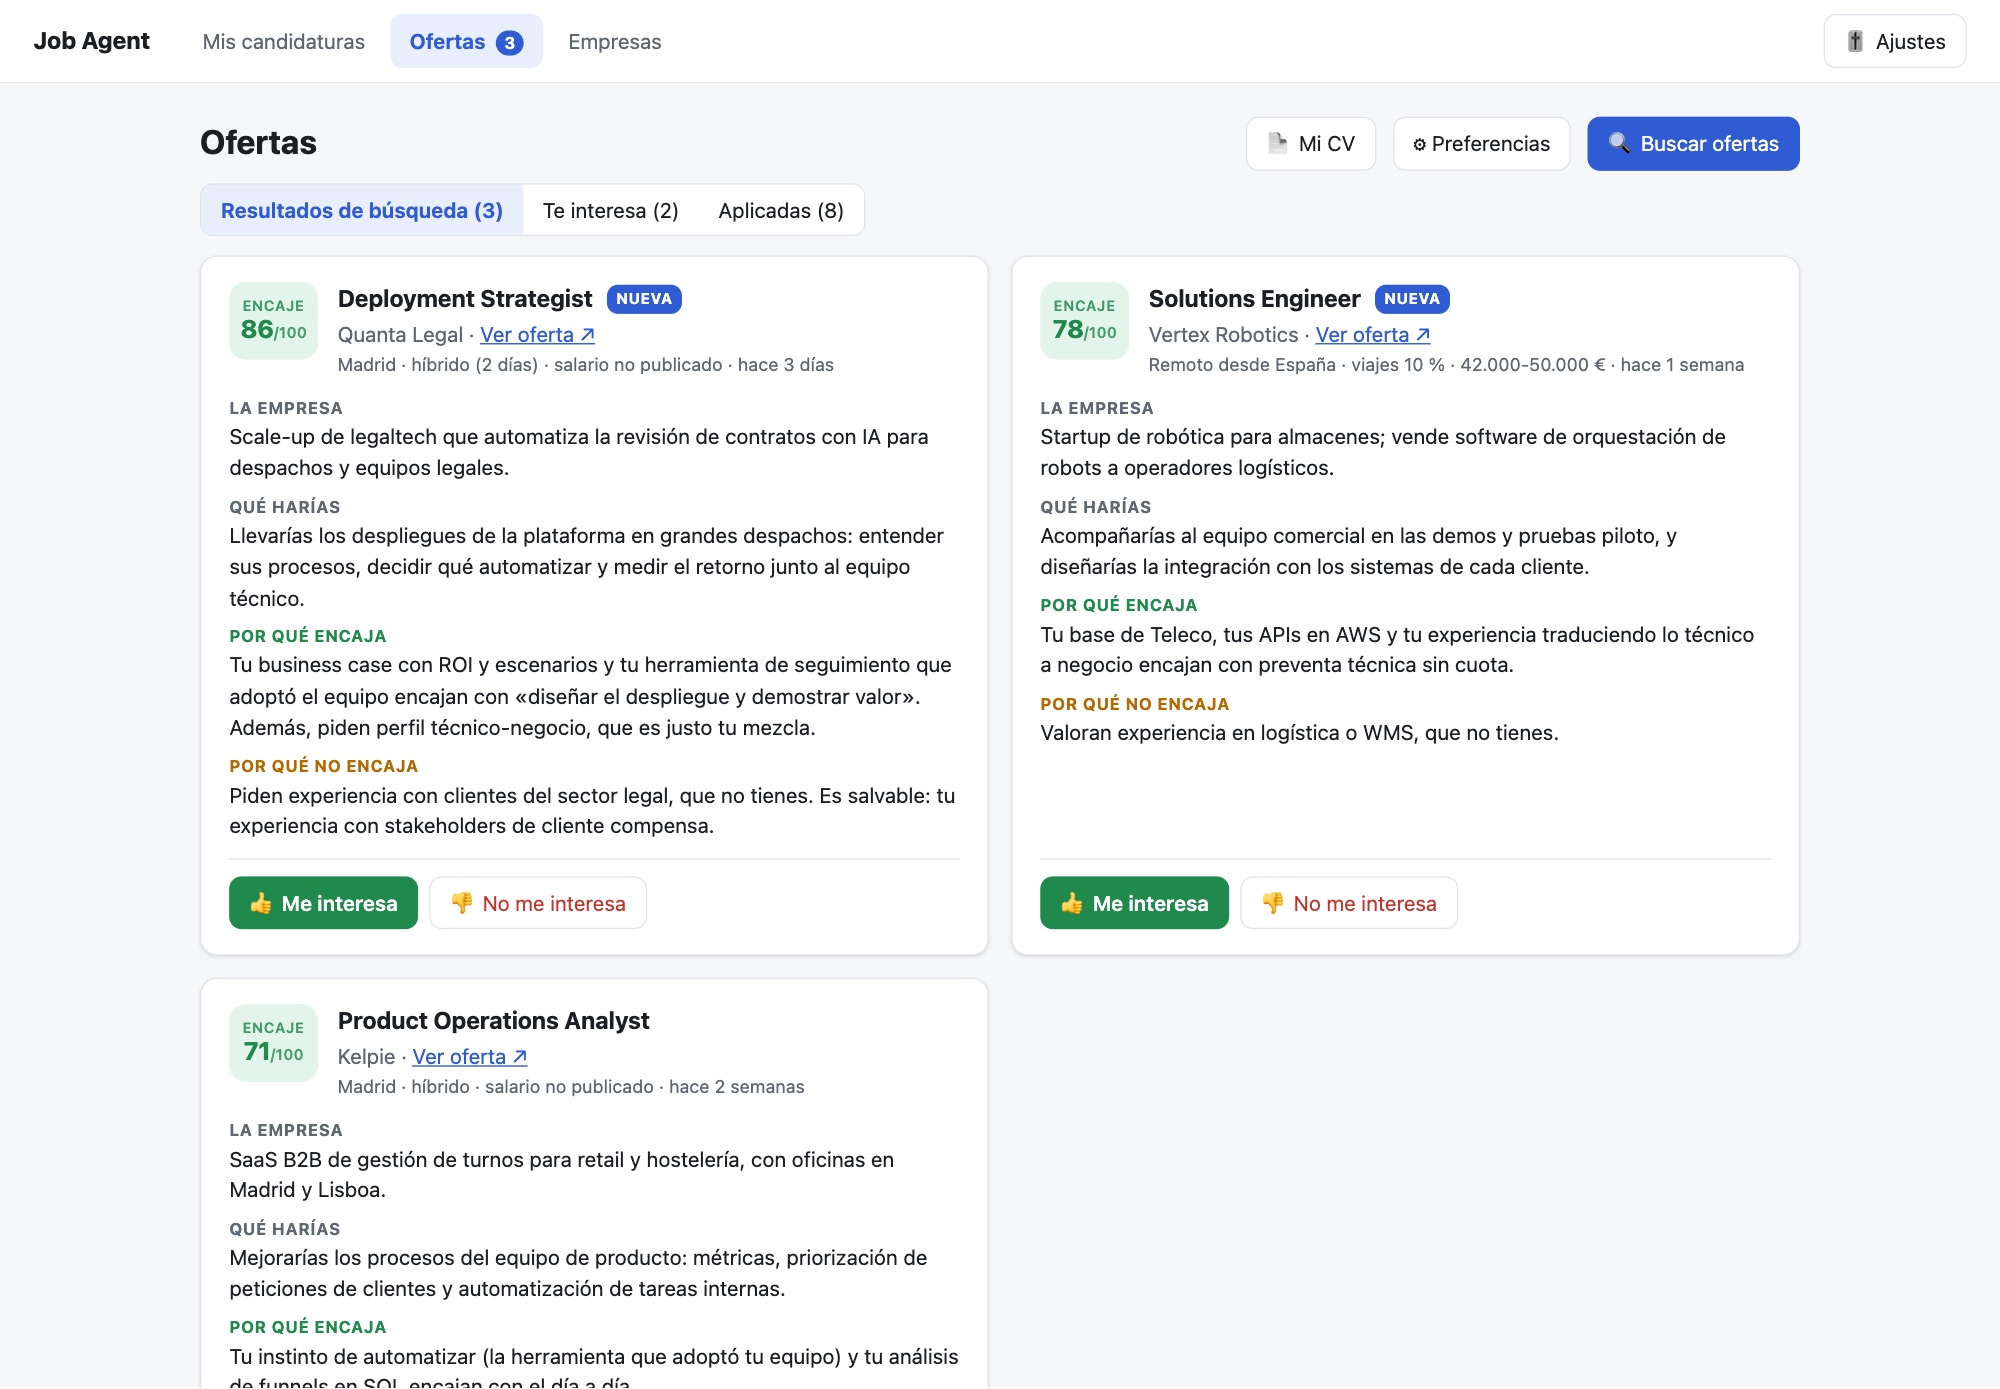 Job Agent
Mis candidaturas
Ofertas 3
Empresas
Ajustes
Ofertas
Mi CV
Preferencias
Buscar ofertas
Resultados de búsqueda (3)
Te interesa (2)
Aplicadas (8)
ENCAJE
86/100
Deployment Strategist NUEVA
Quanta Legal · Ver oferta ↗
Madrid · híbrido (2 días) · salario no publicado · hace 3 días
LA EMPRESA
Scale-up de legaltech que automatiza la revisión de contratos con IA para
despachos y equipos legales.
QUÉ HARÍAS
Llevarías los despliegues de la plataforma en grandes despachos: entender
sus procesos, decidir qué automatizar y medir el retorno junto al equipo
técnico.
POR QUÉ ENCAJA
Tu business case con ROI y escenarios y tu herramienta de seguimiento que
adoptó el equipo encajan con «diseñar el despliegue y demostrar valor».
Además, piden perfil técnico-negocio, que es justo tu mezcla.
POR QUÉ NO ENCAJA
Piden experiencia con clientes del sector legal, que no tienes. Es salvable: tu
experiencia con stakeholders de cliente compensa.
Me interesa
No me interesa
ENCAJE
78/100
Solutions Engineer NUEVA
Vertex Robotics · Ver oferta ↗
Remoto desde España · viajes 10 % · 42.000-50.000 € · hace 1 semana
LA EMPRESA
Startup de robótica para almacenes; vende software de orquestación de
robots a operadores logísticos.
QUÉ HARÍAS
Acompañarías al equipo comercial en las demos y pruebas piloto, y
diseñarías la integración con los sistemas de cada cliente.
POR QUÉ ENCAJA
Tu base de Teleco, tus APIs en AWS y tu experiencia traduciendo lo técnico
a negocio encajan con preventa técnica sin cuota.
POR QUÉ NO ENCAJA
Valoran experiencia en logística o WMS, que no tienes.
Me interesa
No me interesa
ENCAJE
71/100
Product Operations Analyst
Kelpie · Ver oferta ↗
Madrid · híbrido · salario no publicado · hace 2 semanas
LA EMPRESA
SaaS B2B de gestión de turnos para retail y hostelería, con oficinas en
Madrid y Lisboa.
QUÉ HARÍAS
Mejorarías los procesos del equipo de producto: métricas, priorización de
peticiones de clientes y automatización de tareas internas.
POR QUÉ ENCAJA
Tu instinto de automatizar (la herramienta que adoptó tu equipo) y tu análisis
de funnels en SQL encajan con el día a día.